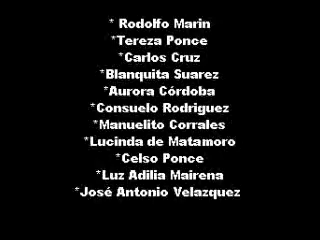 * Rodolfo Marin
*Tereza Ponce
*Carlos Cruz
*Blanquita Suarez
*Aurora Córdoba
*Consuelo Rodriguez
*Manuelito Corrales
*Lucinda de Matamoro
*Celso Ponce
*Luz Adilia Mairena
*José Antonio Velazquez